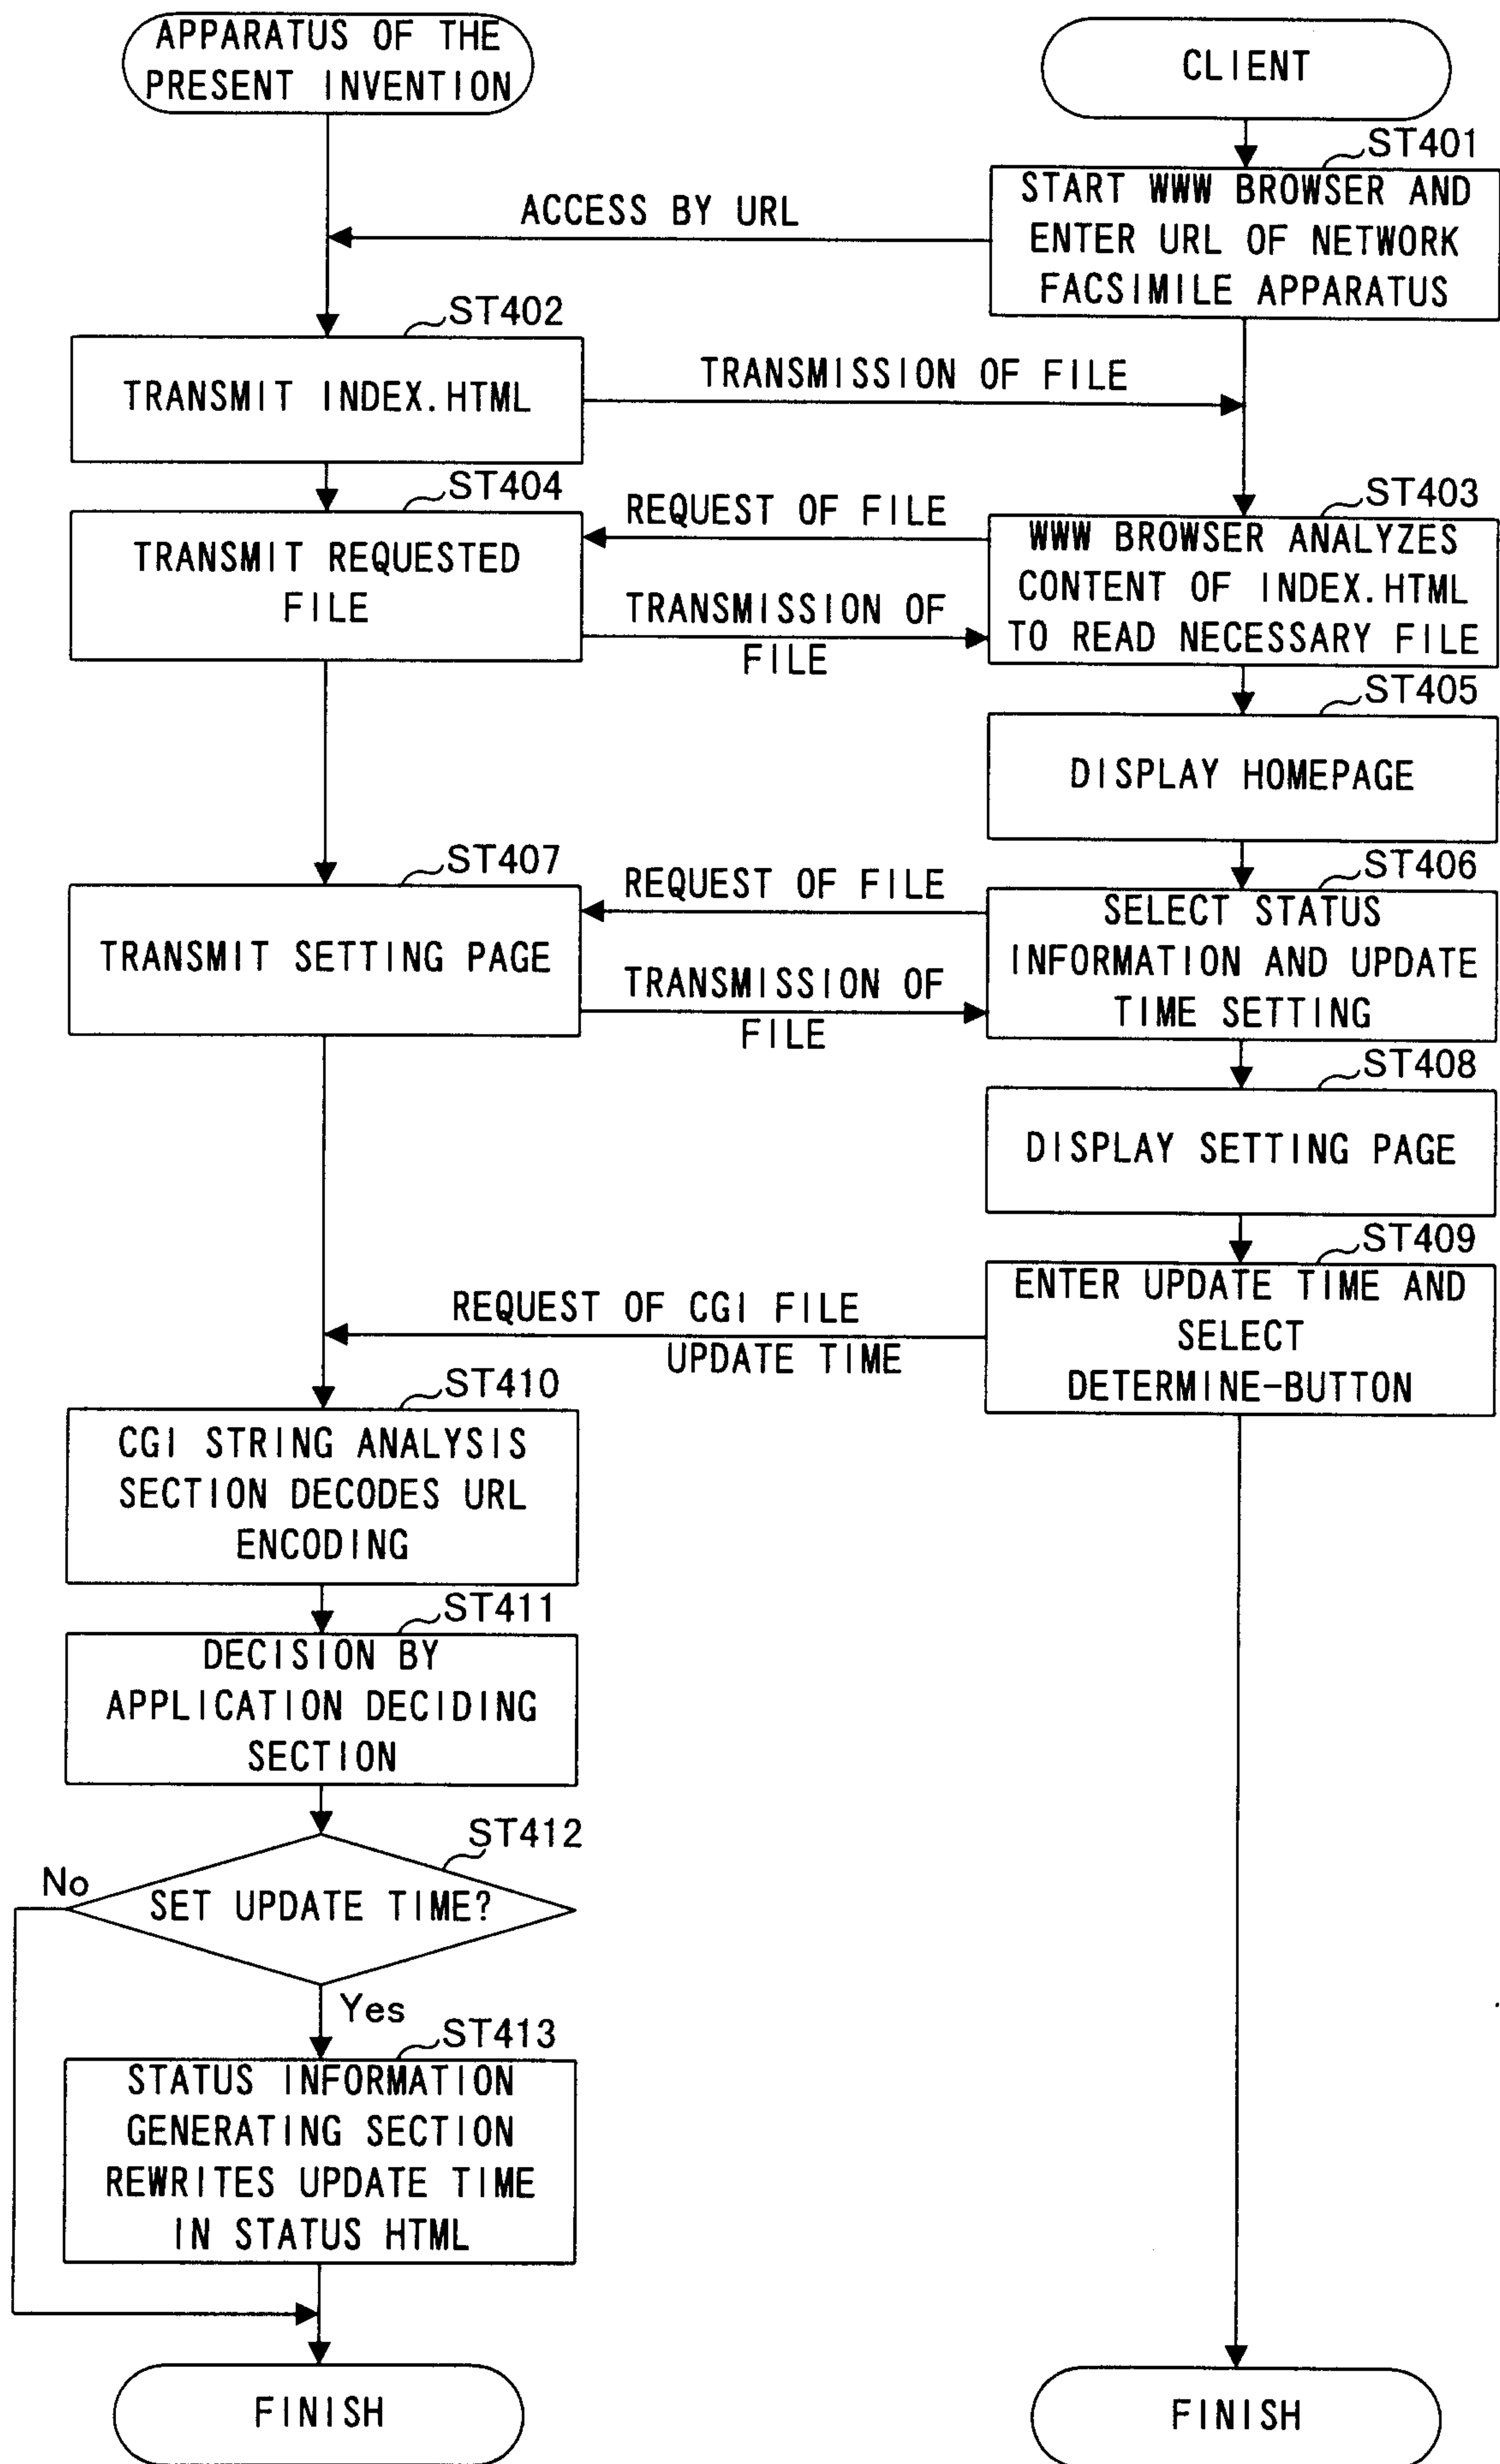 APPARATUS OF THE
PRESENT INVENTION
CLIENT
ST401
START WWW BROWSER AND
ENTER URL OF NETWORK
FACSIMILE APPARATUS
ACCESS BY URL
ST402
TRANSMIT INDEX.HTML
TRANSMISSION OF FILE
ST404
TRANSMIT REQUESTED
FILE
REQUEST OF FILE
TRANSMISSION OF
FILE
ST403
WWW BROWSER ANALYZES
CONTENT OF INDEX.HTML
TO READ NECESSARY FILE
ST405
DISPLAY HOMEPAGE
ST407
TRANSMIT SETTING PAGE
REQUEST OF FILE
TRANSMISSION OF
FILE
ST406
SELECT STATUS
INFORMATION AND UPDATE
TIME SETTING
ST408
DISPLAY SETTING PAGE
ST409
ENTER UPDATE TIME AND
SELECT
DETERMINE-BUTTON
REQUEST OF CGI FILE
UPDATE TIME
ST410
CGI STRING ANALYSIS
SECTION DECODES URL
ENCODING
ST411
DECISION BY
APPLICATION DECIDING
SECTION
ST412
No
SET UPDATE TIME?
Yes
ST413
STATUS INFORMATION
GENERATING SECTION
REWRITES UPDATE TIME
IN STATUS HTML
FINISH
FINISH